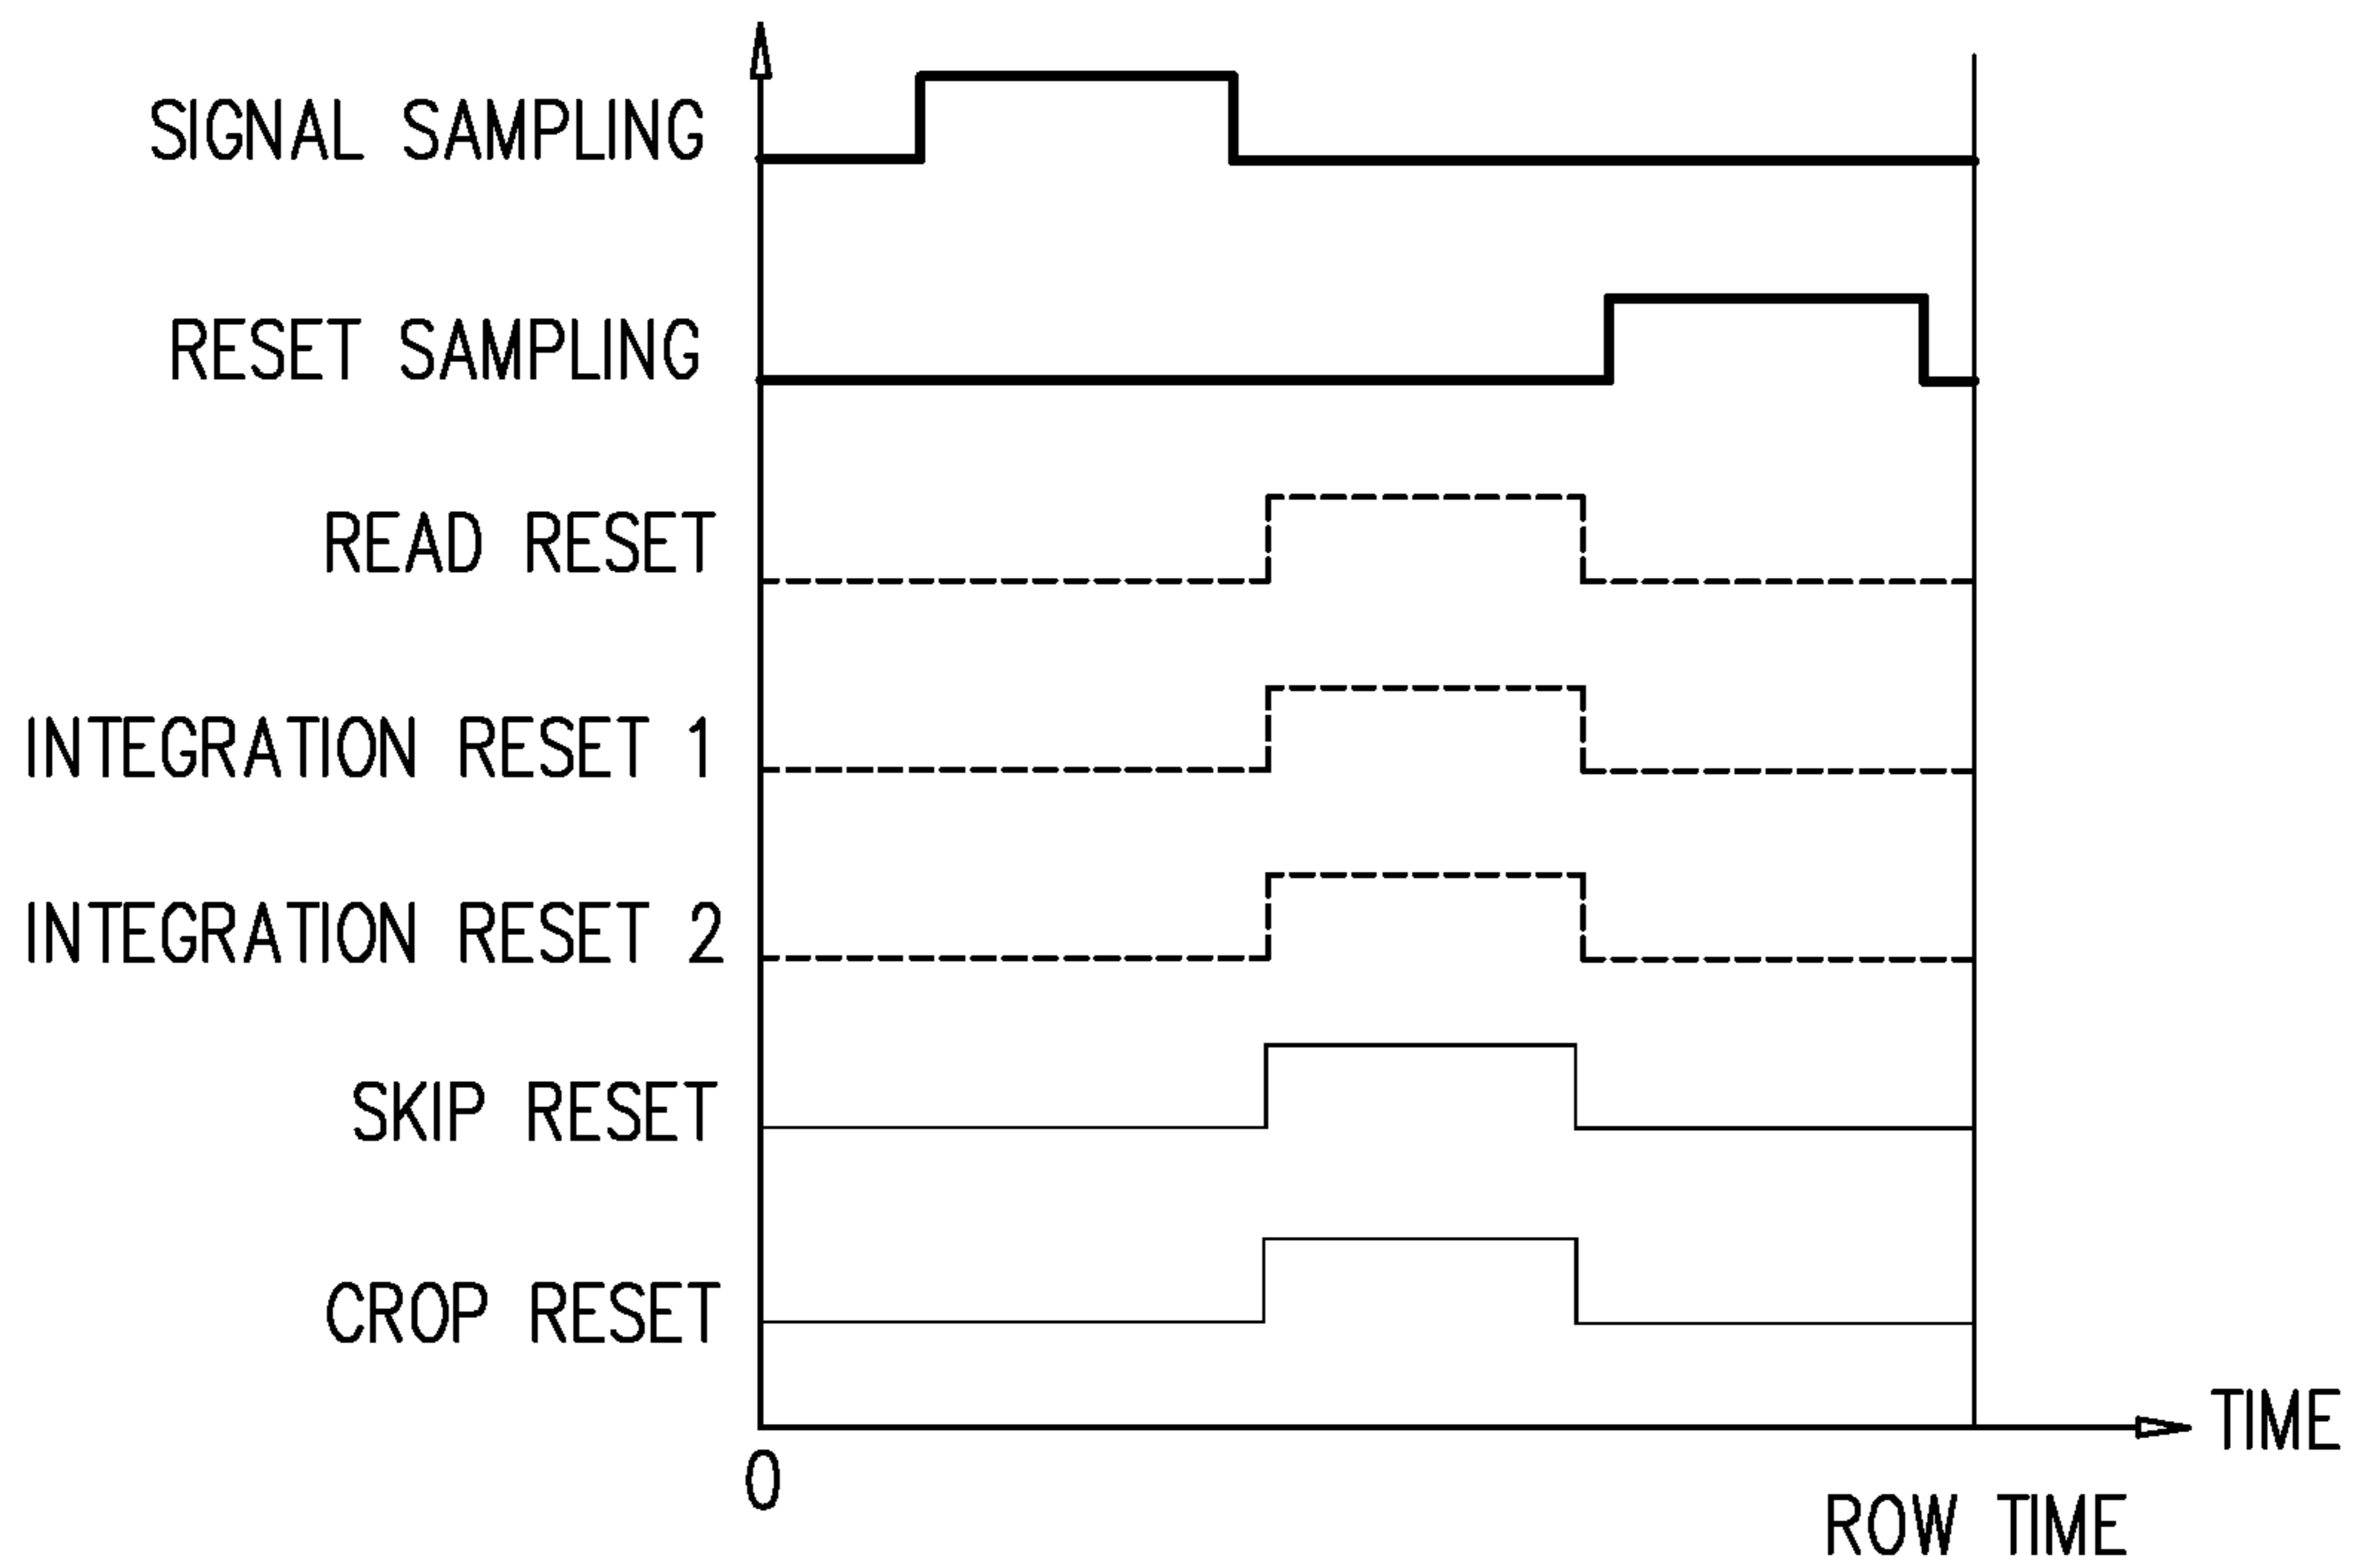 SIGNAL SAMPLING
RESET SAMPLING
READ RESET
INTEGRATION RESET 1
INTEGRATION RESET 2
SKIP RESET
CROP RESET
TIME
0
ROW TIME